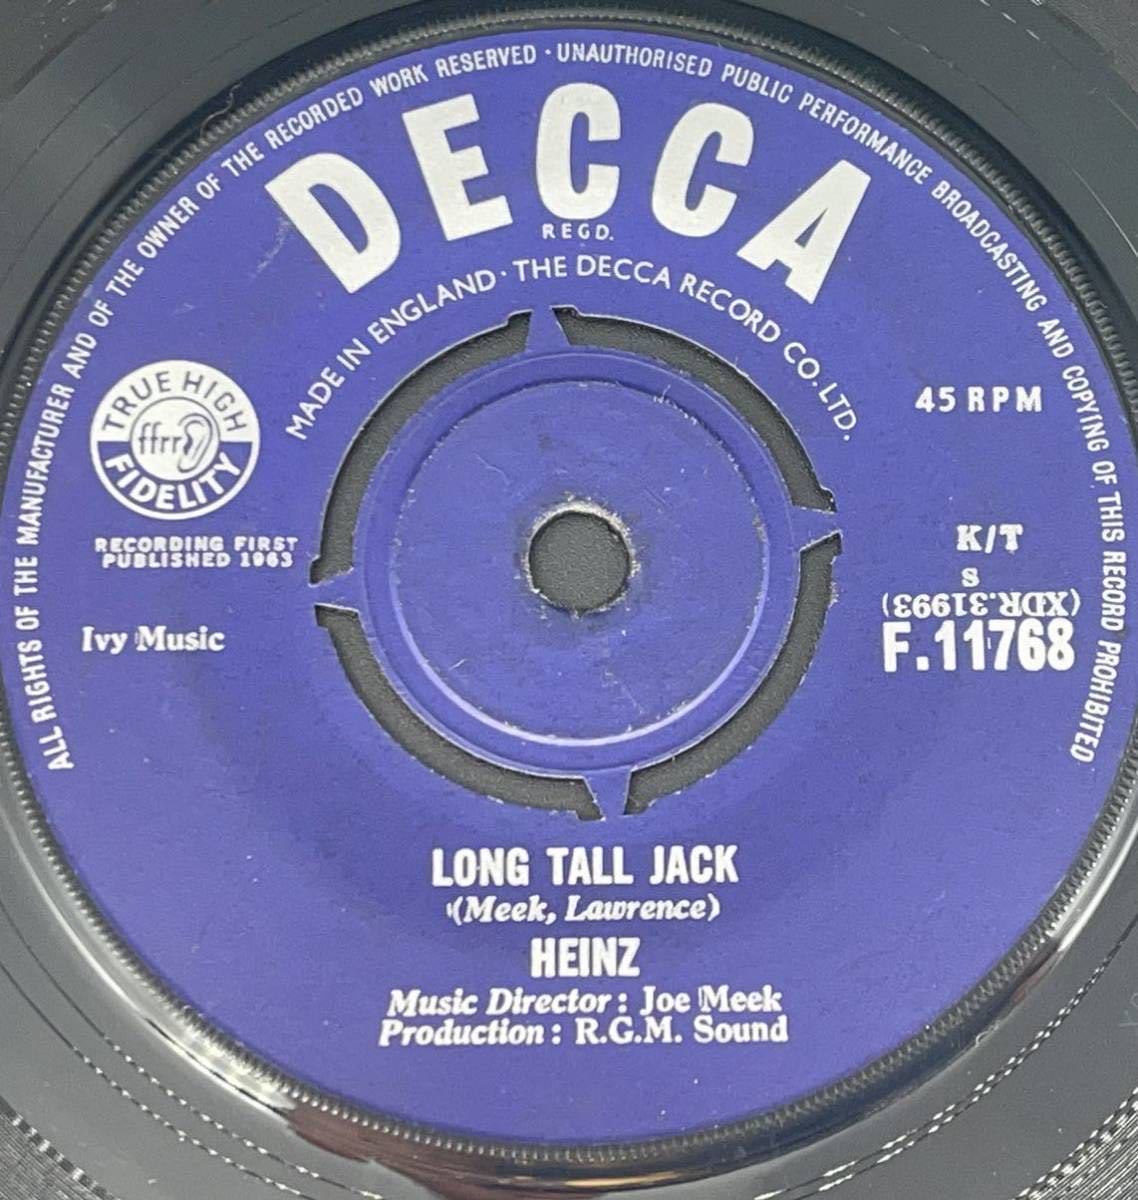 ALL RIGHTS OF THE MANUFACTURER AND OF THE OWNER OF THE RECORDED WORK RESERVED · UNAUTHORISED PUBLIC PERFORMANCE BROADCASTING AND COPYING OF THIS RECORD PROHIBITED
DECCA
REGD.
MADE IN ENGLAND · THE DECCA RECORD CO. LTD.
TRUE HIGH
ffrr
FIDELITY
45 RPM
RECORDING FIRST
PUBLISHED 1963
K/T
s
(XDR.31993)
Ivy Music
F.11768
LONG TALL JACK
(Meek, Lawrence)
HEINZ
Music Director : Joe Meek
Production : R.G.M. Sound